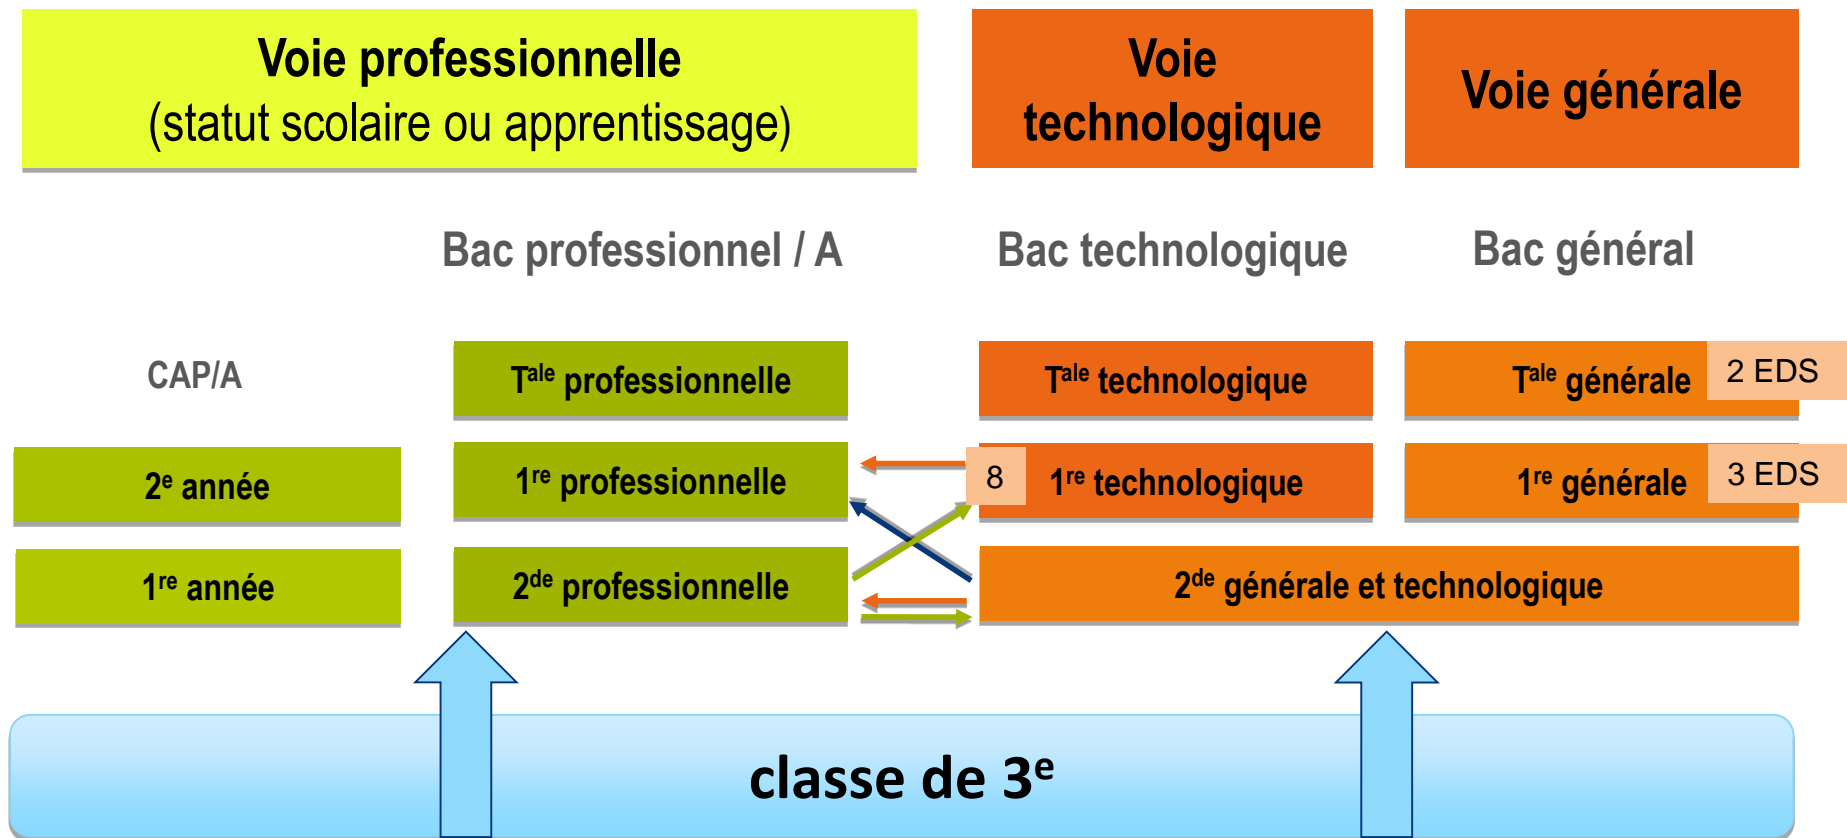 Voie professionnelle
(statut scolaire ou apprentissage)
Voie
technologique
Voie générale
Bac professionnel / A
Bac technologique
Bac général
CAP/A
Tale professionnelle
Tale technologique
Tale générale
2 EDS
2e année
1re professionnelle
8
1re technologique
1re générale
3 EDS
1re année
2de professionnelle
2de générale et technologique
classe de 3e